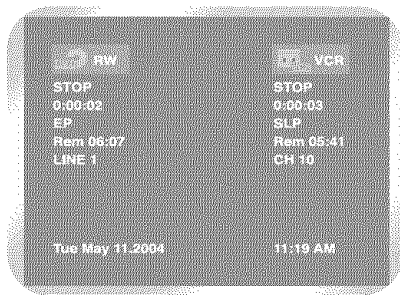 RW
STOP
0:00:02
EP
Rem 06:07
LINE 1
VCR
STOP
0:00:03
SLP
Rem 05:41
CH 10
Tue May 11.2004
11:19 AM